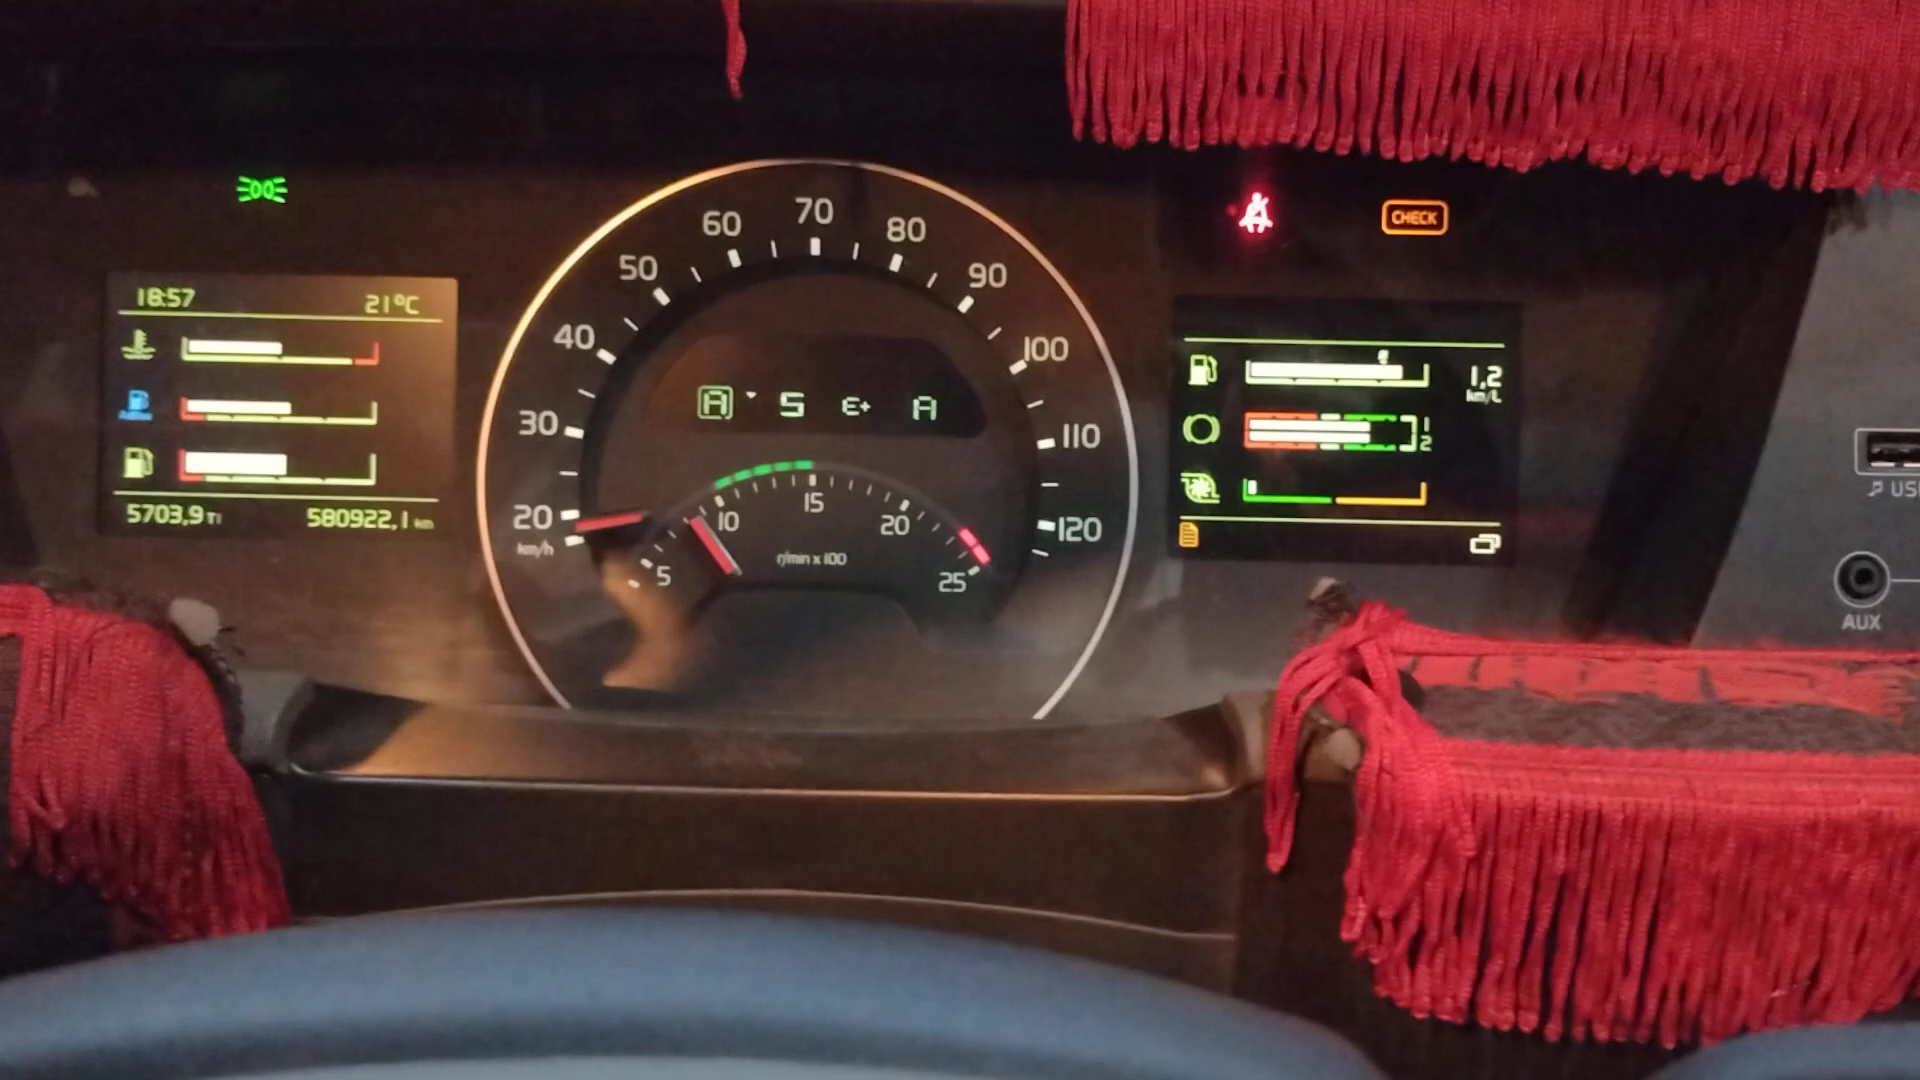 18:57 21°C
5703,9 TI 580922,1 km
20 30 40 50 60 70 80 90 100 110 120
km/h
A S E+ A
5 10 15 20 25
r/min x 100
CHECK
1,2
km/L
1
2
USB
AUX